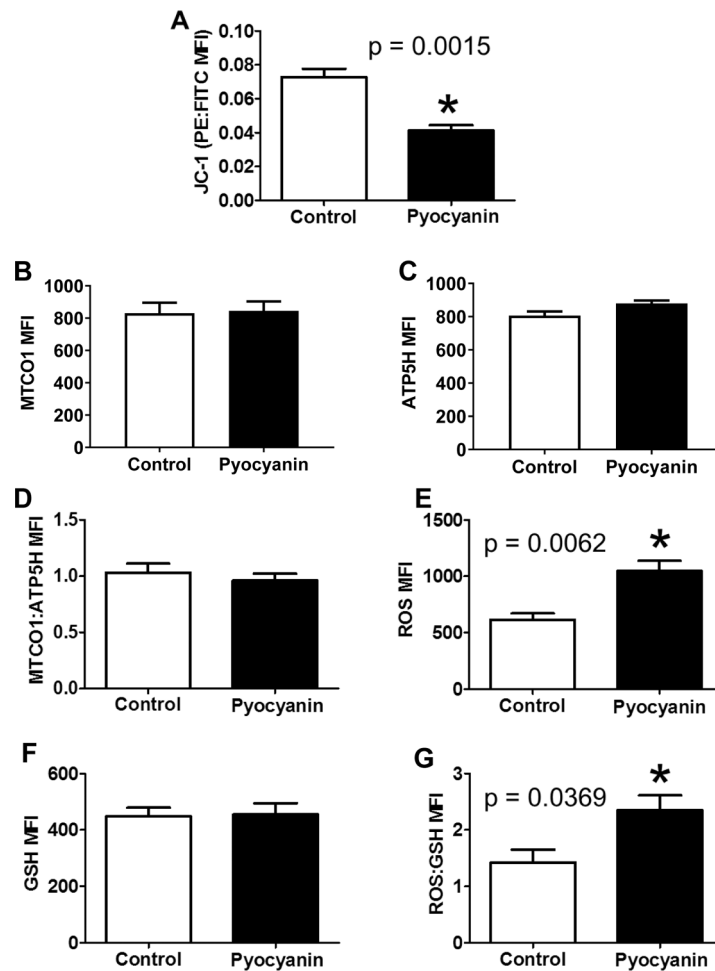 A
JC-1 (PE:FITC MFI)
0.10
0.08
0.06
0.04
0.02
0.00
p = 0.0015
*
Control Pyocyanin
B
MTCO1 MFI
1000
800
600
400
200
0
Control Pyocyanin
C
ATP5H MFI
1000
800
600
400
200
0
Control Pyocyanin
D
MTCO1:ATP5H MFI
1.5
1.0
0.5
0.0
Control Pyocyanin
E
ROS MFI
1500
1000
500
0
p = 0.0062
*
Control Pyocyanin
F
GSH MFI
600
400
200
0
Control Pyocyanin
G
ROS:GSH MFI
3
2
1
0
p = 0.0369
*
Control Pyocyanin